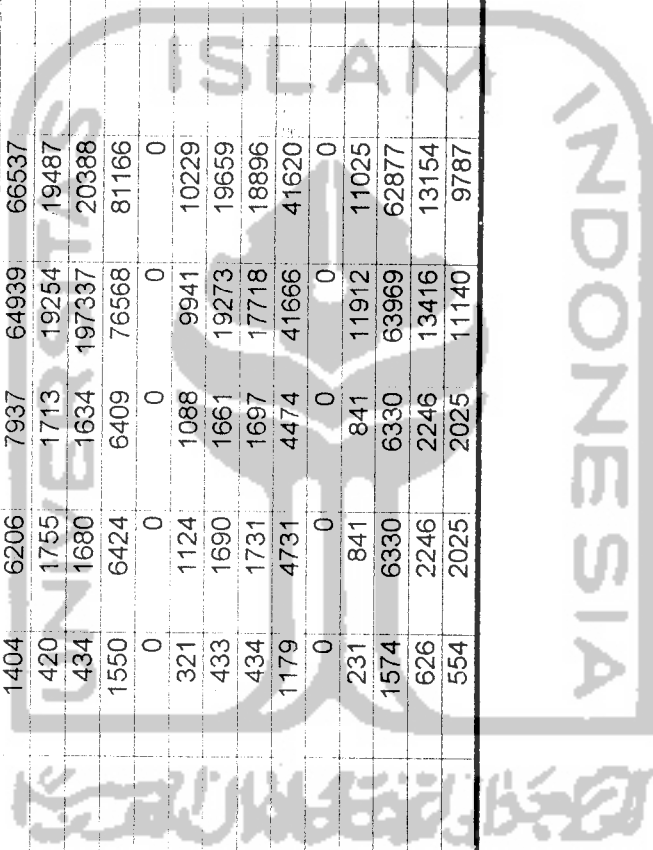 1404 6206 7937 64939 66537
420 1755 1713 19254 19487
434 1680 1634 197337 20388
1550 6424 6409 76568 81166
0 0 0 0 0
321 1124 1088 9941 10229
433 1690 1661 19273 19659
434 1731 1697 17718 18896
1179 4731 4474 41666 41620
0 0 0 0 0
231 841 841 11912 11025
1574 6330 6330 63969 62877
626 2246 2246 13416 13154
554 2025 2025 11140 9787
UNIVERSITAS
ISLAM
INDONESIA